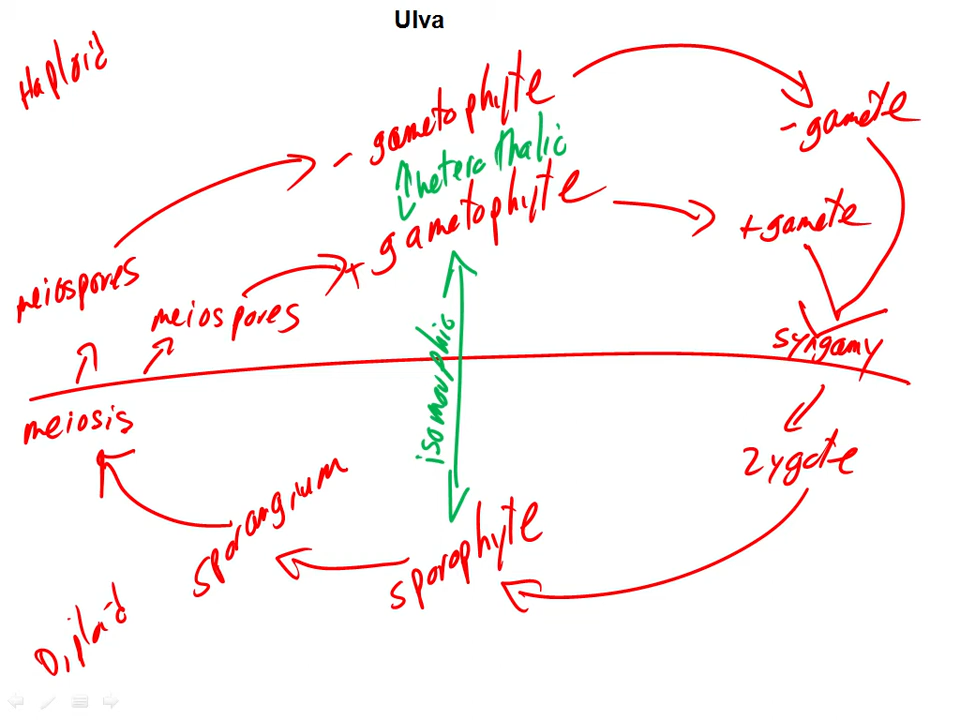 Ulva
Haploid
- gametophyte
- gamete
heterothalic
+ gametophyte
+ gamete
meiospores
meiospores
isomorphic
syngamy
meiosis
zygote
sporangium
sporophyte
Diploid